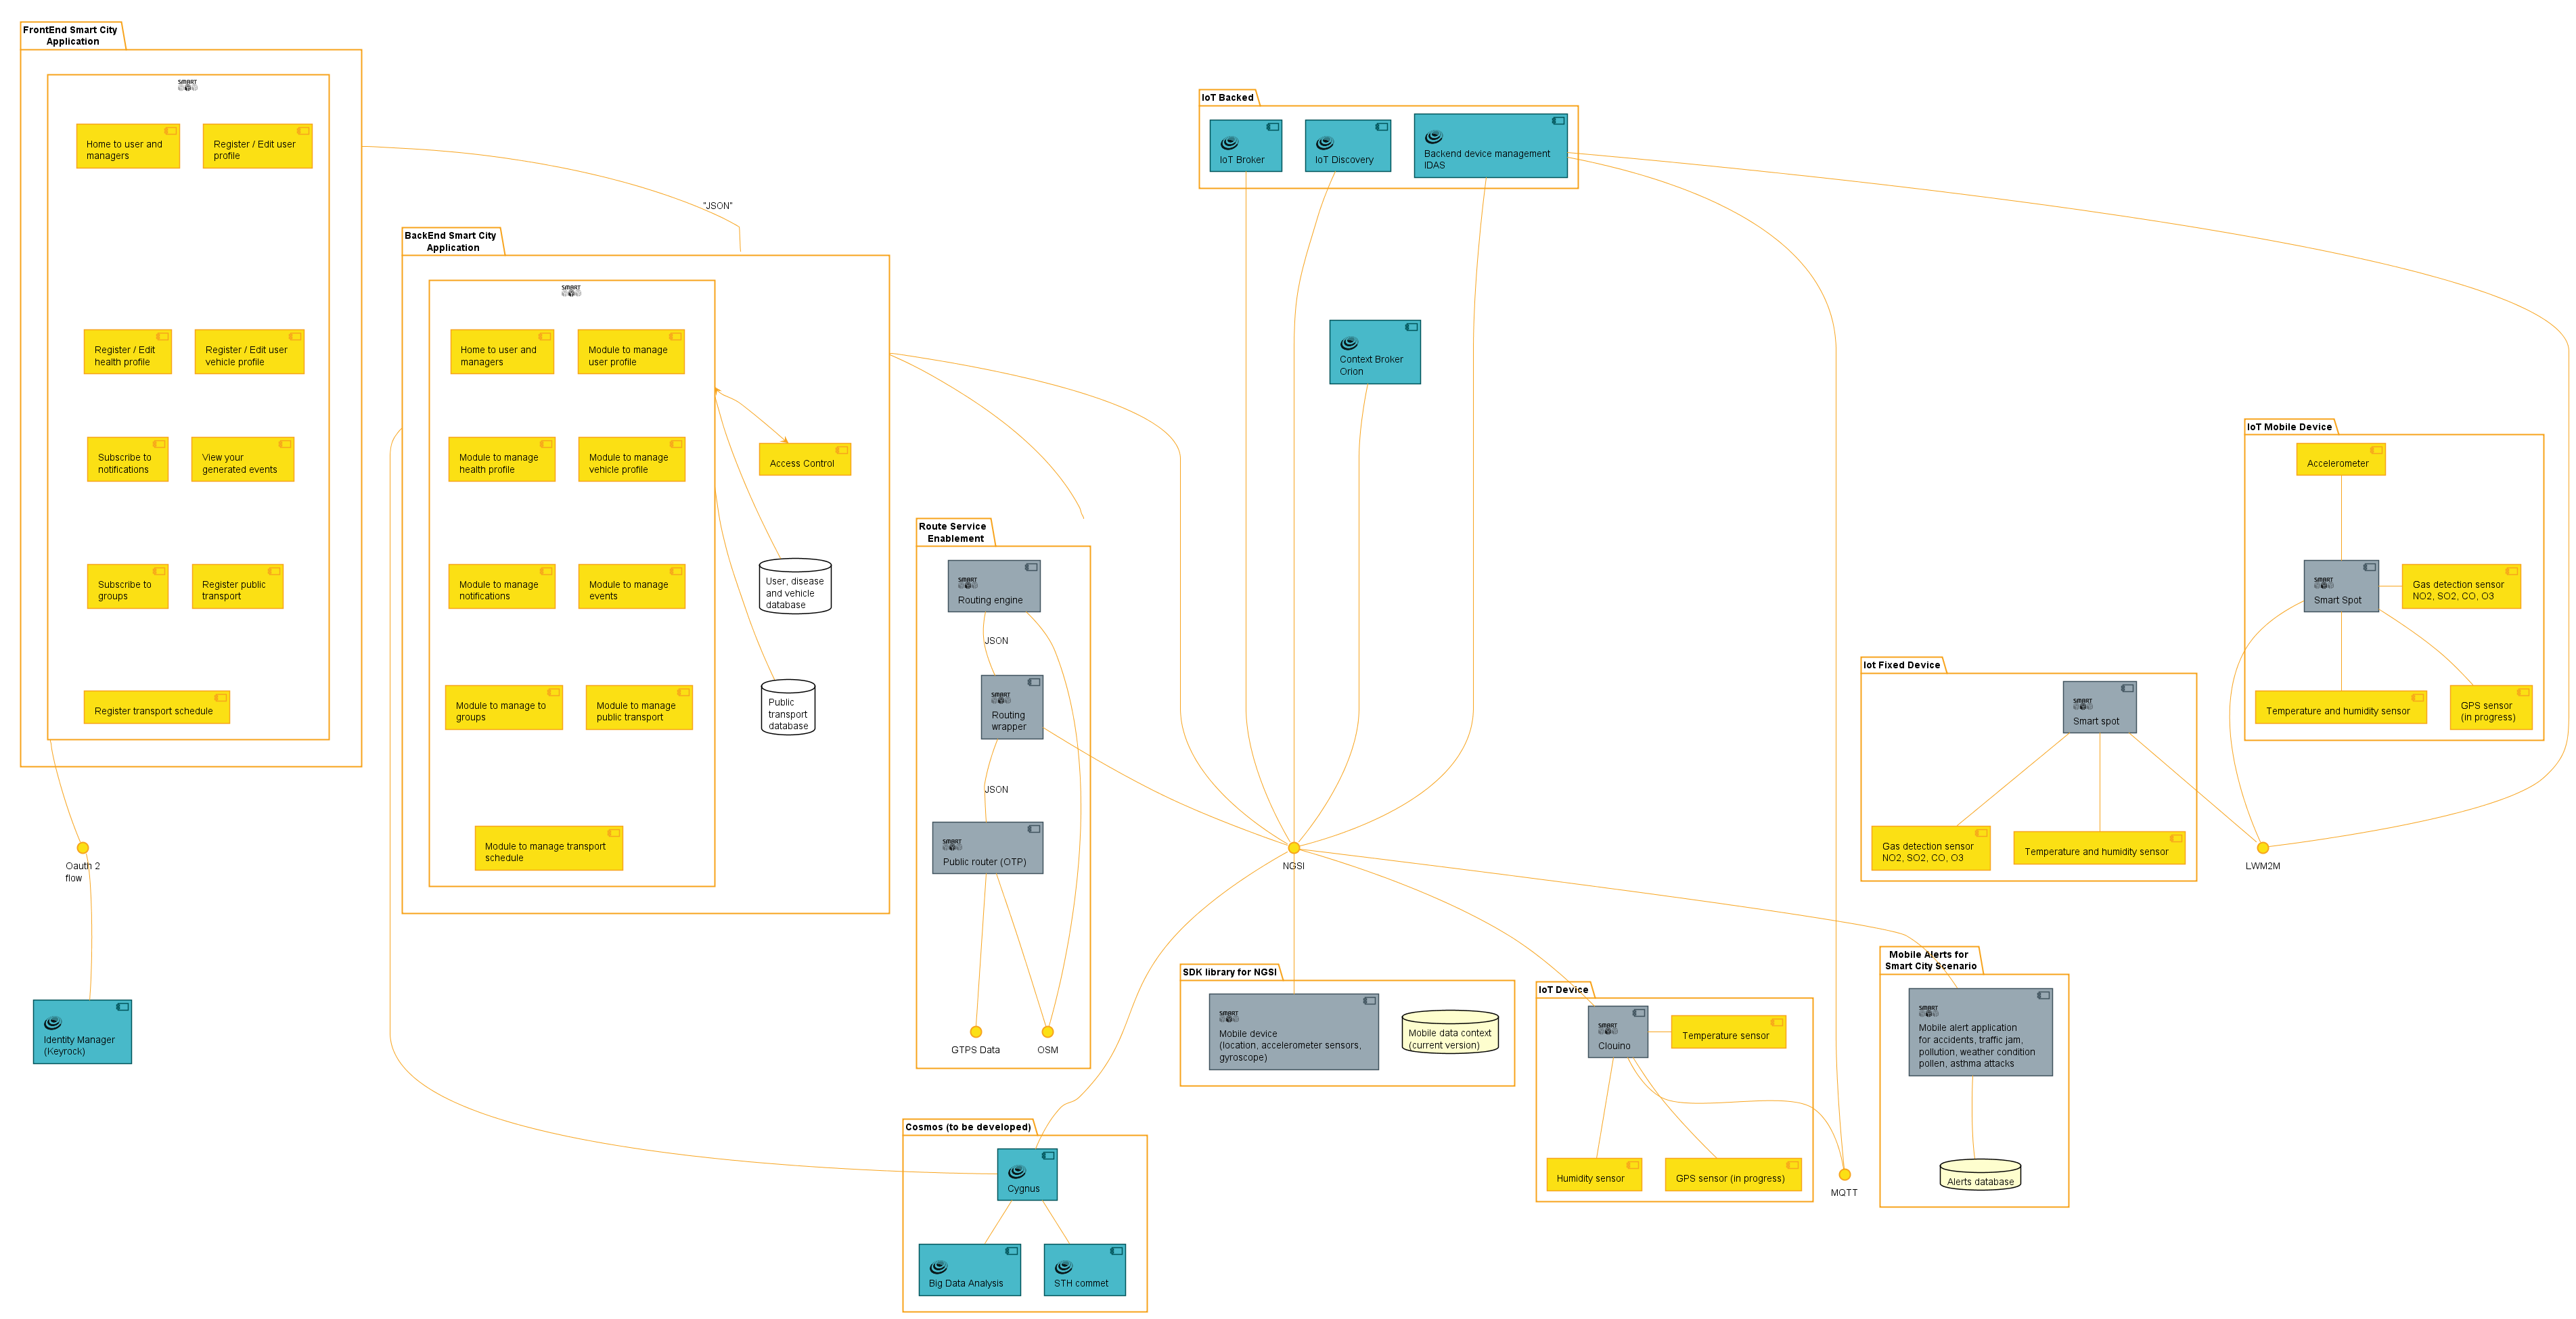 FrontEnd Smart City
Application
SMART
Home to user and
managers
Register / Edit user
profile
Register / Edit
health profile
Register / Edit user
vehicle profile
Subscribe to
notifications
View your
generated events
Subscribe to
groups
Register public
transport
Register transport schedule
Oauth 2
flow
Identity Manager
(Keyrock)
"JSON"
BackEnd Smart City
Application
SMART
Home to user and
managers
Module to manage
user profile
Module to manage
health profile
Module to manage
vehicle profile
Access Control
Module to manage
notifications
Module to manage
events
User, disease
and vehicle
database
Module to manage to
groups
Module to manage
public transport
Public
transport
database
Module to manage transport
schedule
Route Service
Enablement
SMART
Routing engine
JSON
SMART
Routing
wrapper
JSON
SMART
Public router (OTP)
GTPS Data
OSM
Cosmos (to be developed)
Cygnus
Big Data Analysis
STH commet
IoT Backed
IoT Broker
IoT Discovery
Backend device management
IDAS
Context Broker
Orion
NGSI
SDK library for NGSI
SMART
Mobile device
(location, accelerometer sensors,
gyroscope)
Mobile data context
(current version)
IoT Device
SMART
Clouino
Temperature sensor
Humidity sensor
GPS sensor (in progress)
MQTT
Iot Fixed Device
SMART
Smart spot
Gas detection sensor
NO2, SO2, CO, O3
Temperature and humidity sensor
Mobile Alerts for
Smart City Scenario
SMART
Mobile alert application
for accidents, traffic jam,
pollution, weather condition
pollen, asthma attacks
Alerts database
IoT Mobile Device
Accelerometer
SMART
Smart Spot
Gas detection sensor
NO2, SO2, CO, O3
Temperature and humidity sensor
GPS sensor
(in progress)
LWM2M